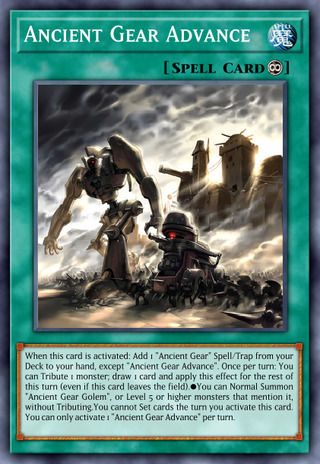 ANCIENT GEAR ADVANCE
魔
[SPELL CARD]
When this card is activated: Add 1 "Ancient Gear" Spell/Trap from your
Deck to your hand, except "Ancient Gear Advance". Once per turn: You
can Tribute 1 monster; draw 1 card and apply this effect for the rest of
this turn (even if this card leaves the field).●You can Normal Summon
"Ancient Gear Golem", or Level 5 or higher monsters that mention it,
without Tributing.You cannot Set cards the turn you activate this card.
You can only activate 1 "Ancient Gear Advance" per turn.